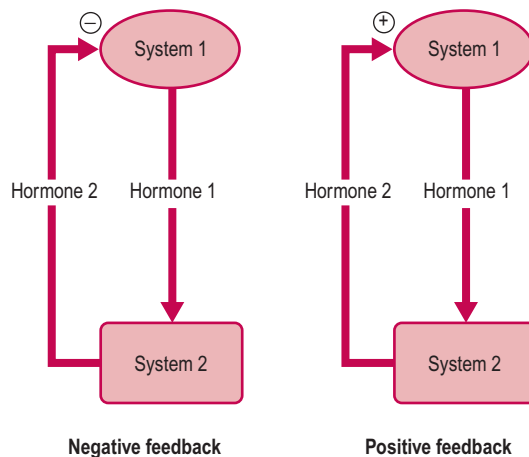 −
System 1
Hormone 2
Hormone 1
System 2
Negative feedback
+
System 1
Hormone 2
Hormone 1
System 2
Positive feedback